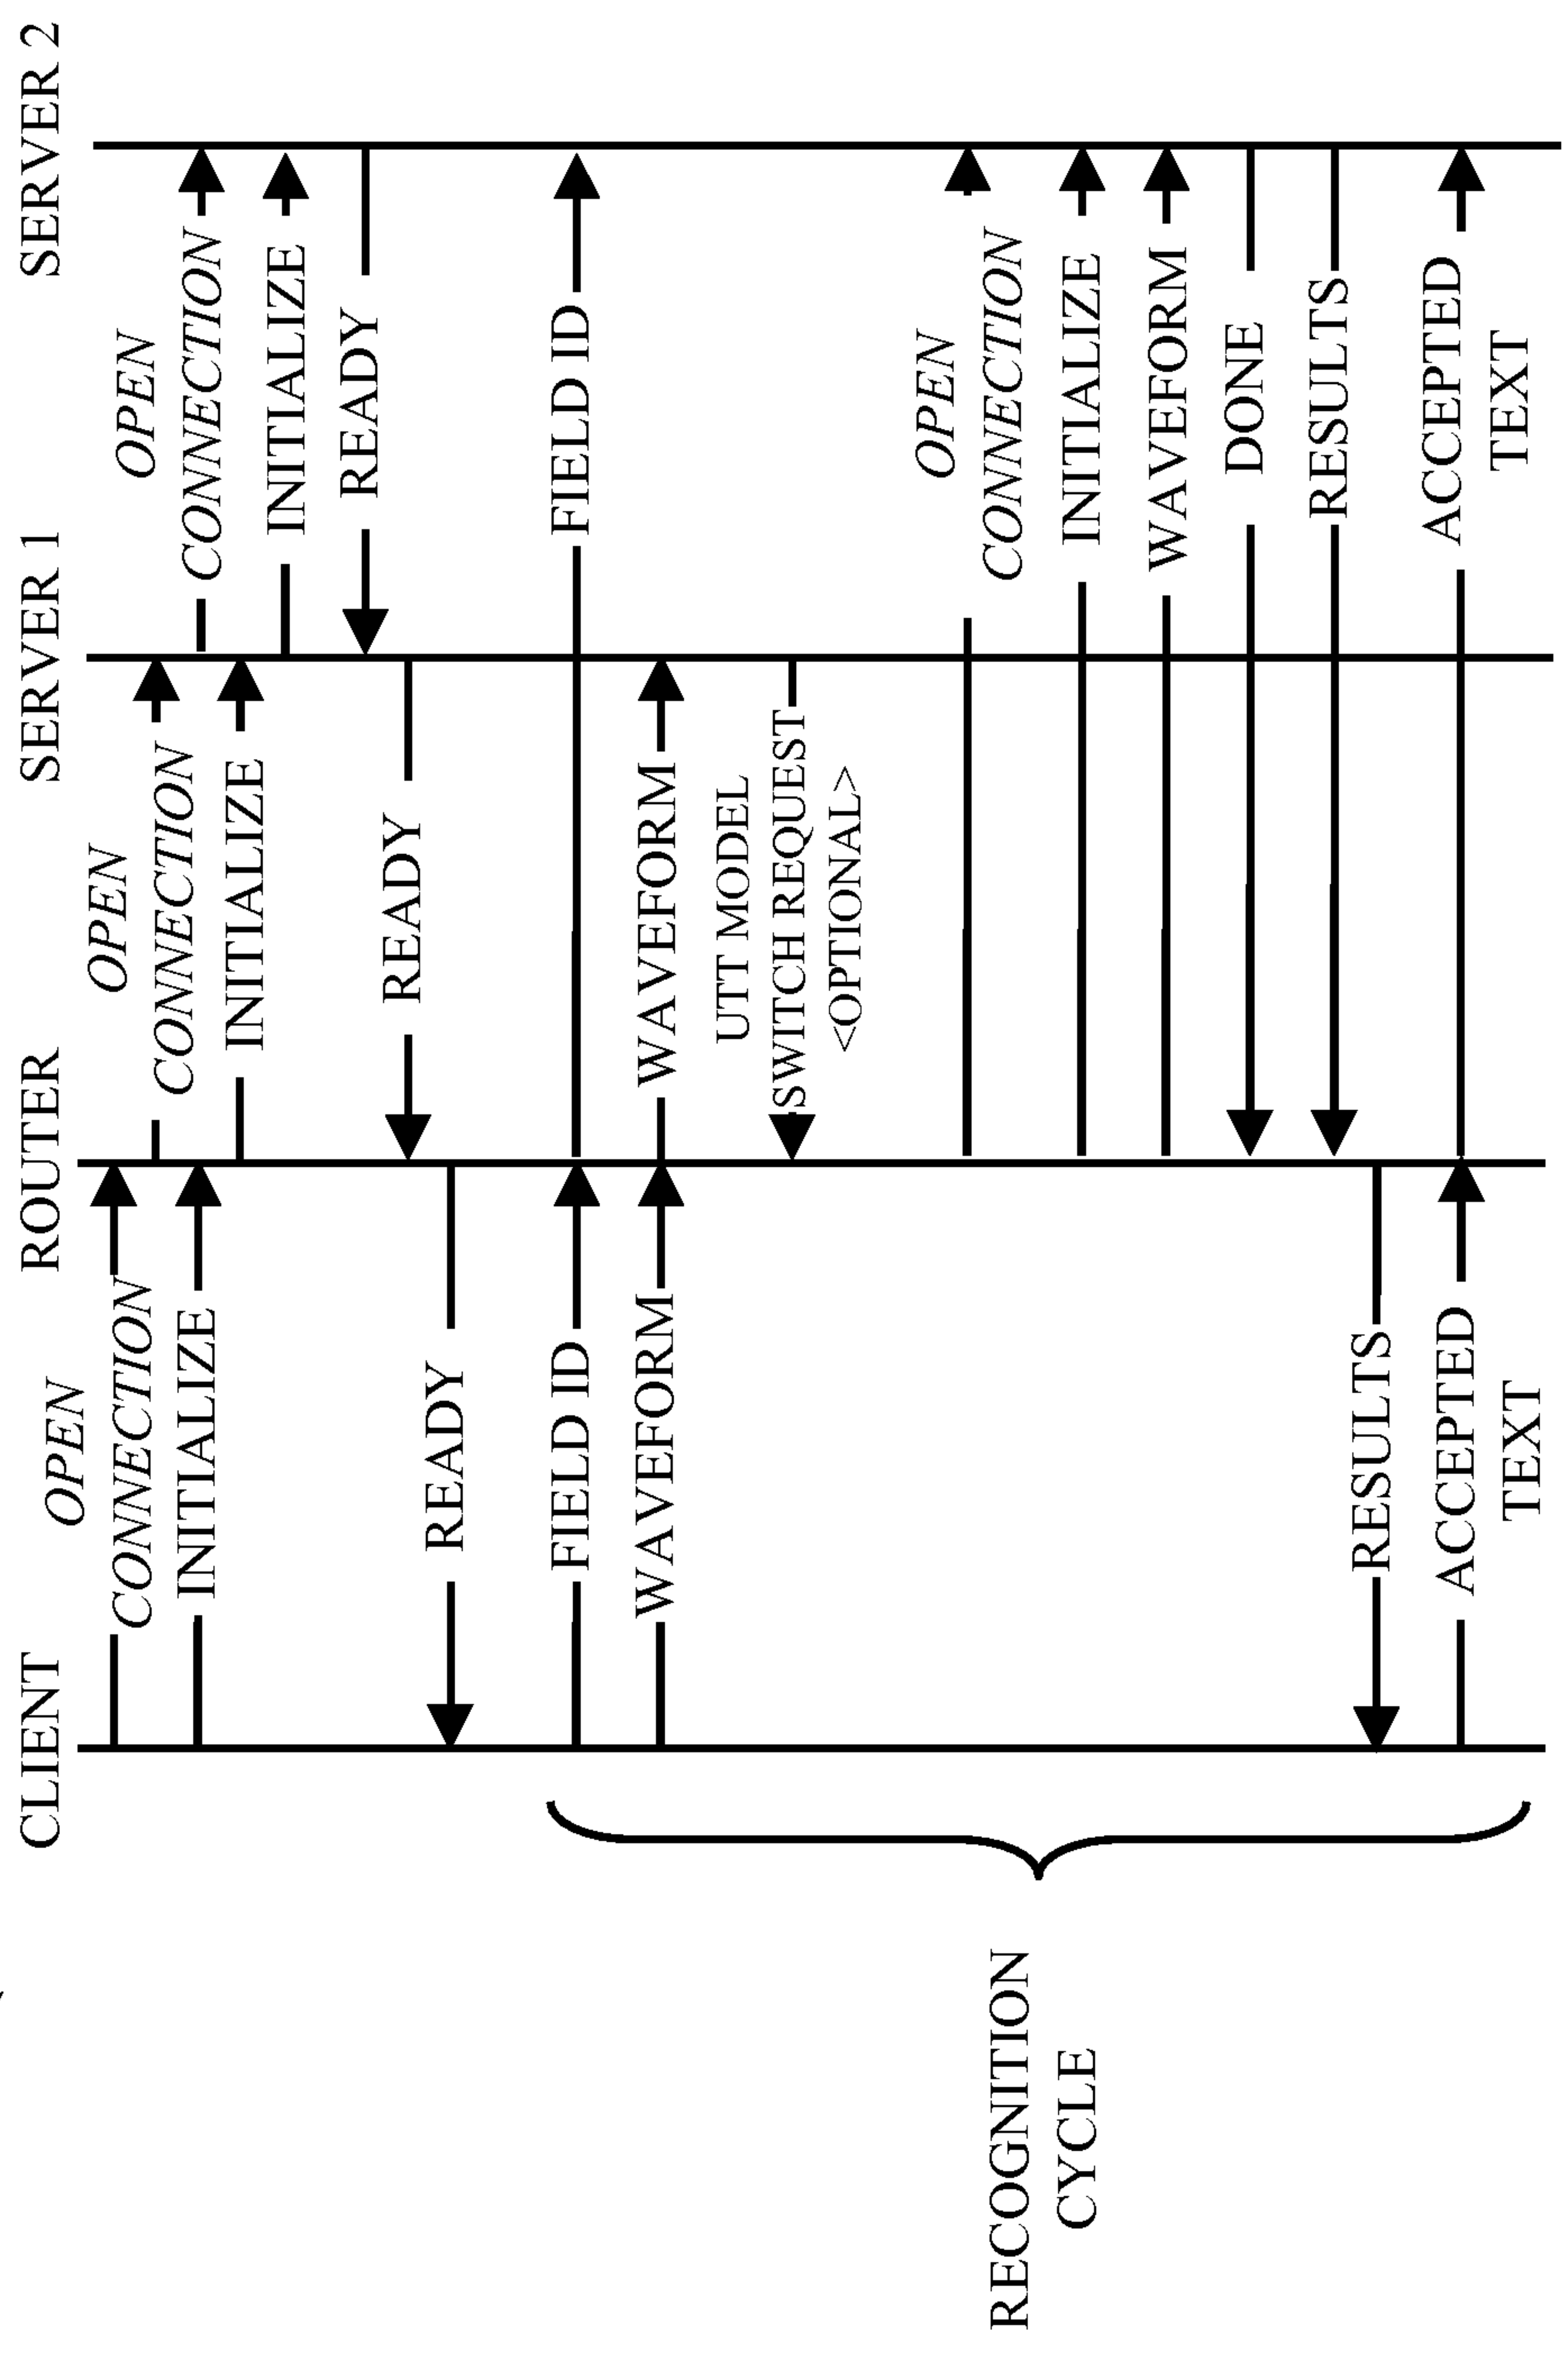 CLIENT
ROUTER
SERVER 1
SERVER 2
OPEN
CONNECTION
OPEN
CONNECTION
OPEN
CONNECTION
INITIALIZE
INITIALIZE
INITIALIZE
READY
READY
READY
FIELD ID
FIELD ID
WAVEFORM
WAVEFORM
UTT MODEL
SWITCH REQUEST
<OPTIONAL>
OPEN
CONNECTION
RECOGNITION
CYCLE
INITIALIZE
WAVEFORM
DONE
RESULTS
RESULTS
ACCEPTED
TEXT
ACCEPTED
TEXT